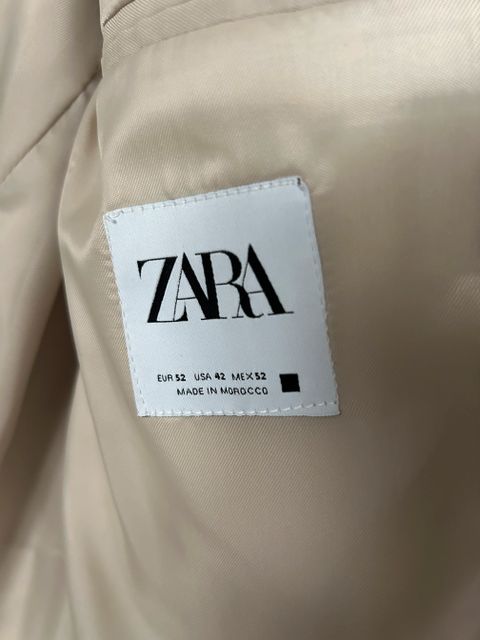 ZARA
EUR 52 USA 42 MEX 52
MADE IN MOROCCO